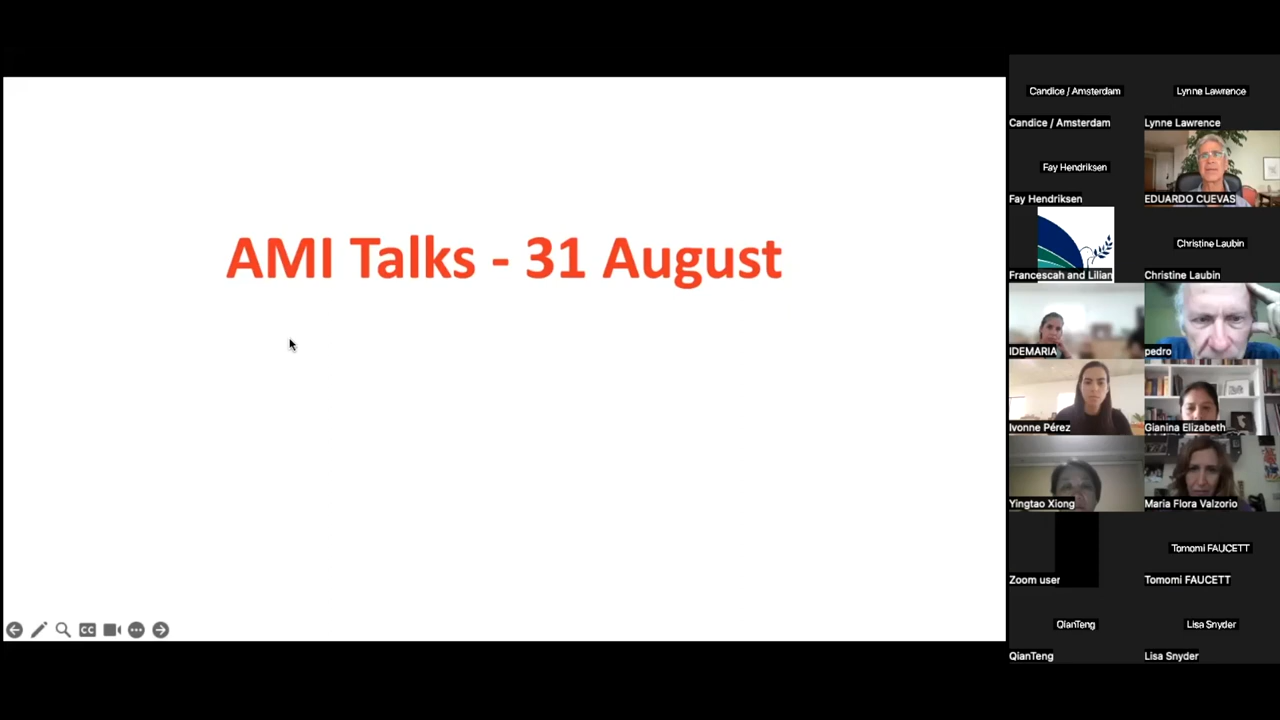 AMI Talks - 31 August
Candice / Amsterdam
Candice / Amsterdam
Lynne Lawrence
Lynne Lawrence
Fay Hendriksen
Fay Hendriksen
EDUARDO CUEVAS
Francescah and Lilian
Christine Laubin
Christine Laubin
IDEMARIA
pedro
Ivonne Pérez
Gianina Elizabeth
Yingtao Xiong
Maria Flora Valzorio
Zoom user
Tomomi FAUCETT
Tomomi FAUCETT
QianTeng
QianTeng
Lisa Snyder
Lisa Snyder
CC